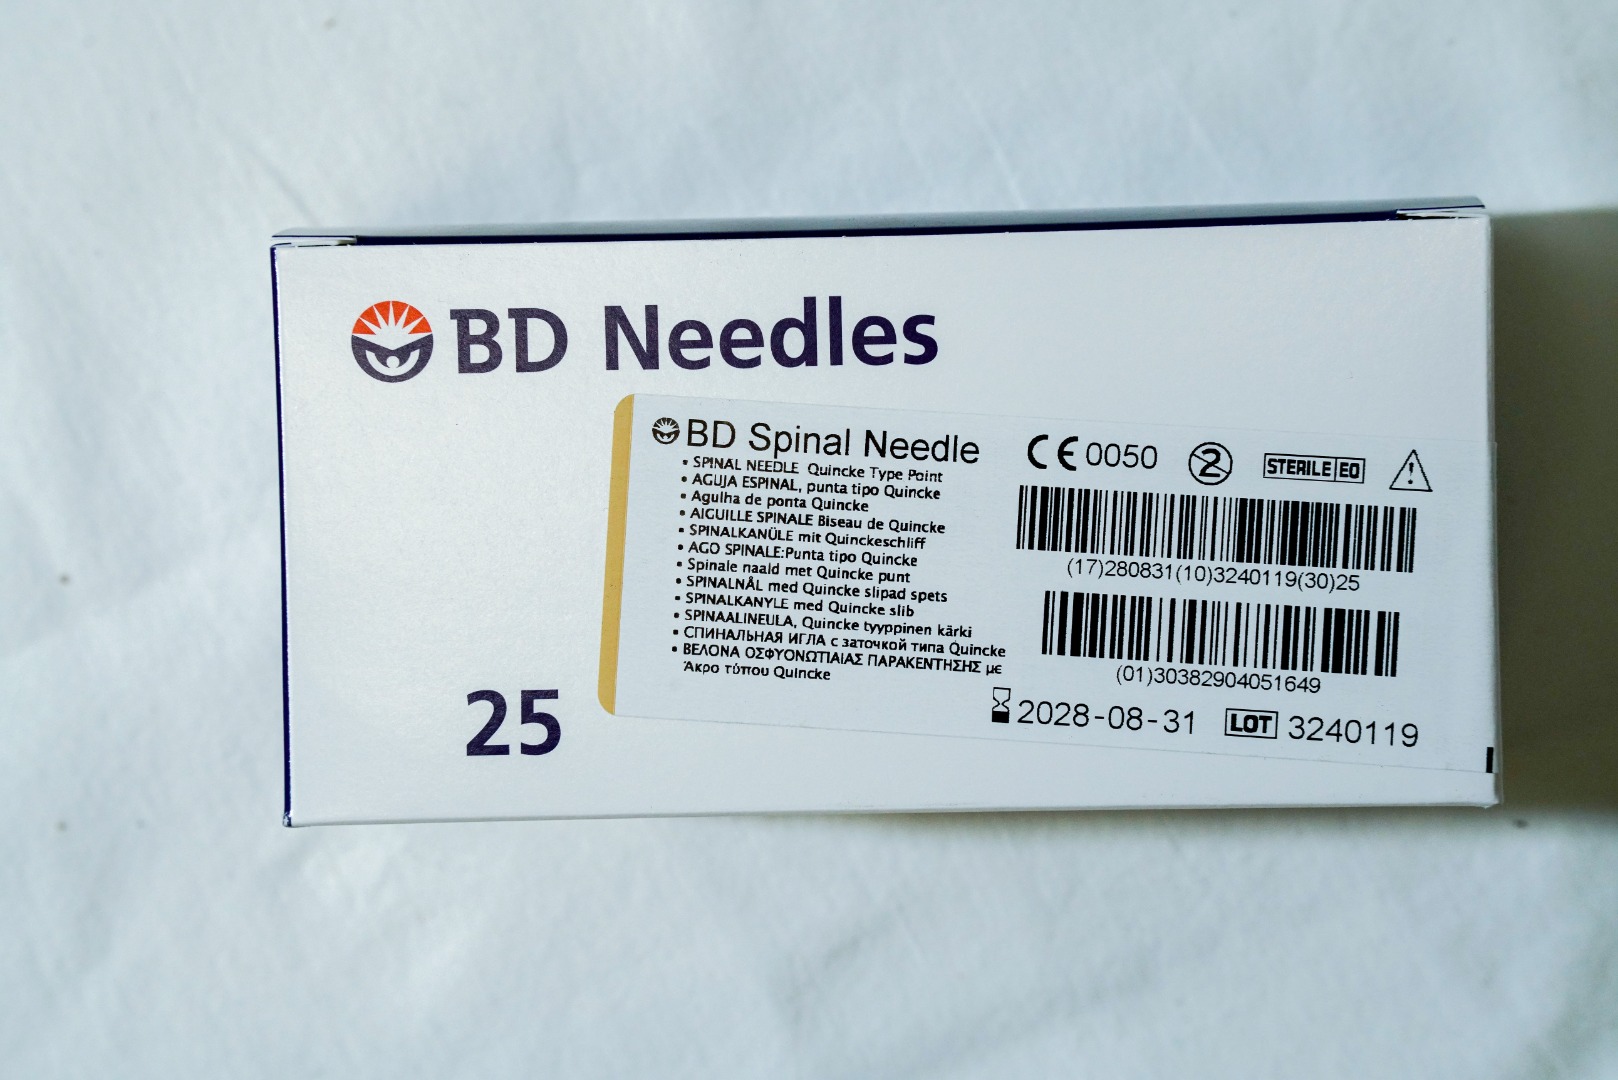 BD Needles
BD Spinal Needle
• SPINAL NEEDLE Quincke Type Point
• AGUJA ESPINAL, punta tipo Quincke
• Agulha de ponta Quincke
• AIGUILLE SPINALE Biseau de Quincke
• SPINALKANÜLE mit Quinckeschliff
• AGO SPINALE:Punta tipo Quincke
• Spinale naald met Quincke punt
• SPINALNÅL med Quincke slipad spets
• SPINALKANYLE med Quincke slib
• SPINAALINEULA, Quincke tyyppinen kärki
• СПИНАЛЬНАЯ ИГЛА с заточкой типа Quincke
• ΒΕΛΟΝΑ ΟΣΦΥΟΝΩΤΙΑΙΑΣ ΠΑΡΑΚΕΝΤΗΣΗΣ με
Άκρο τύπου Quincke
CE 0050 2 STERILE EO !
(17)280831(10)3240119(30)25
(01)30382904051649
2028-08-31 LOT 3240119
25